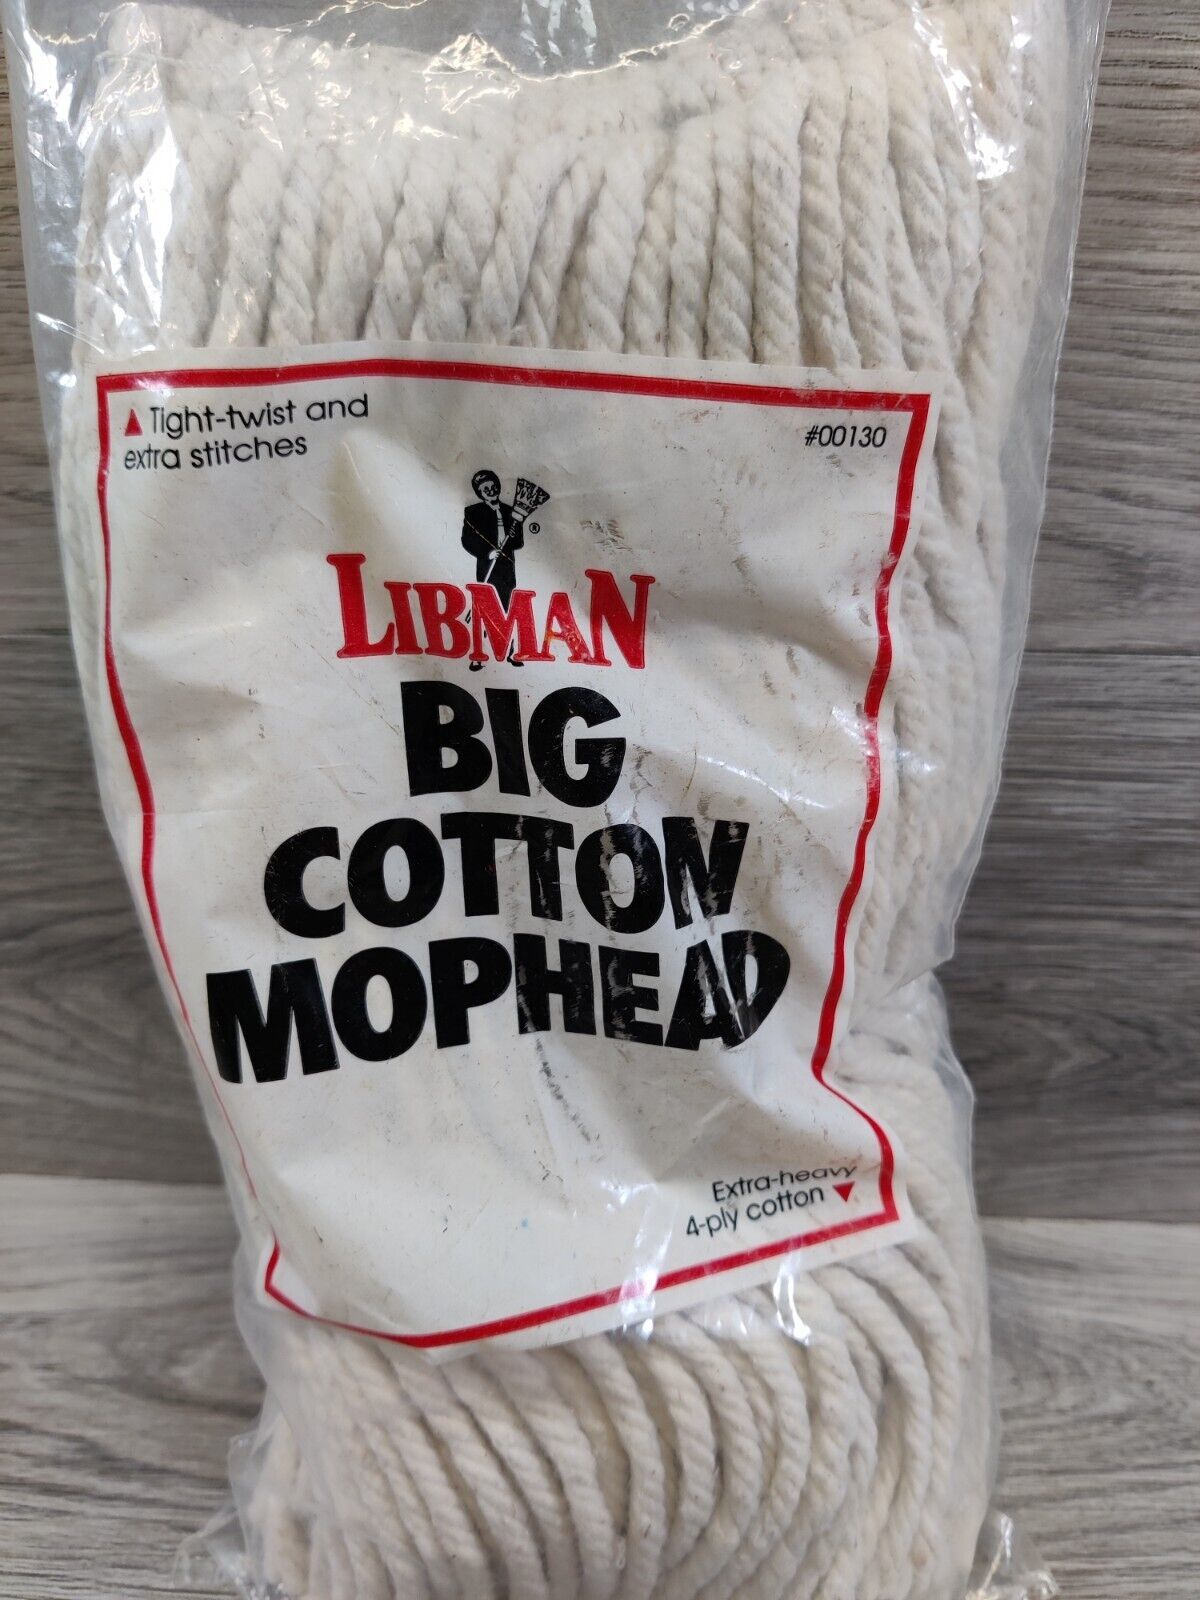 ▲ Tight-twist and
extra stitches
#00130
®
LIBMAN
BIG
COTTON
MOPHEAD
Extra-heavy
4-ply cotton ▼